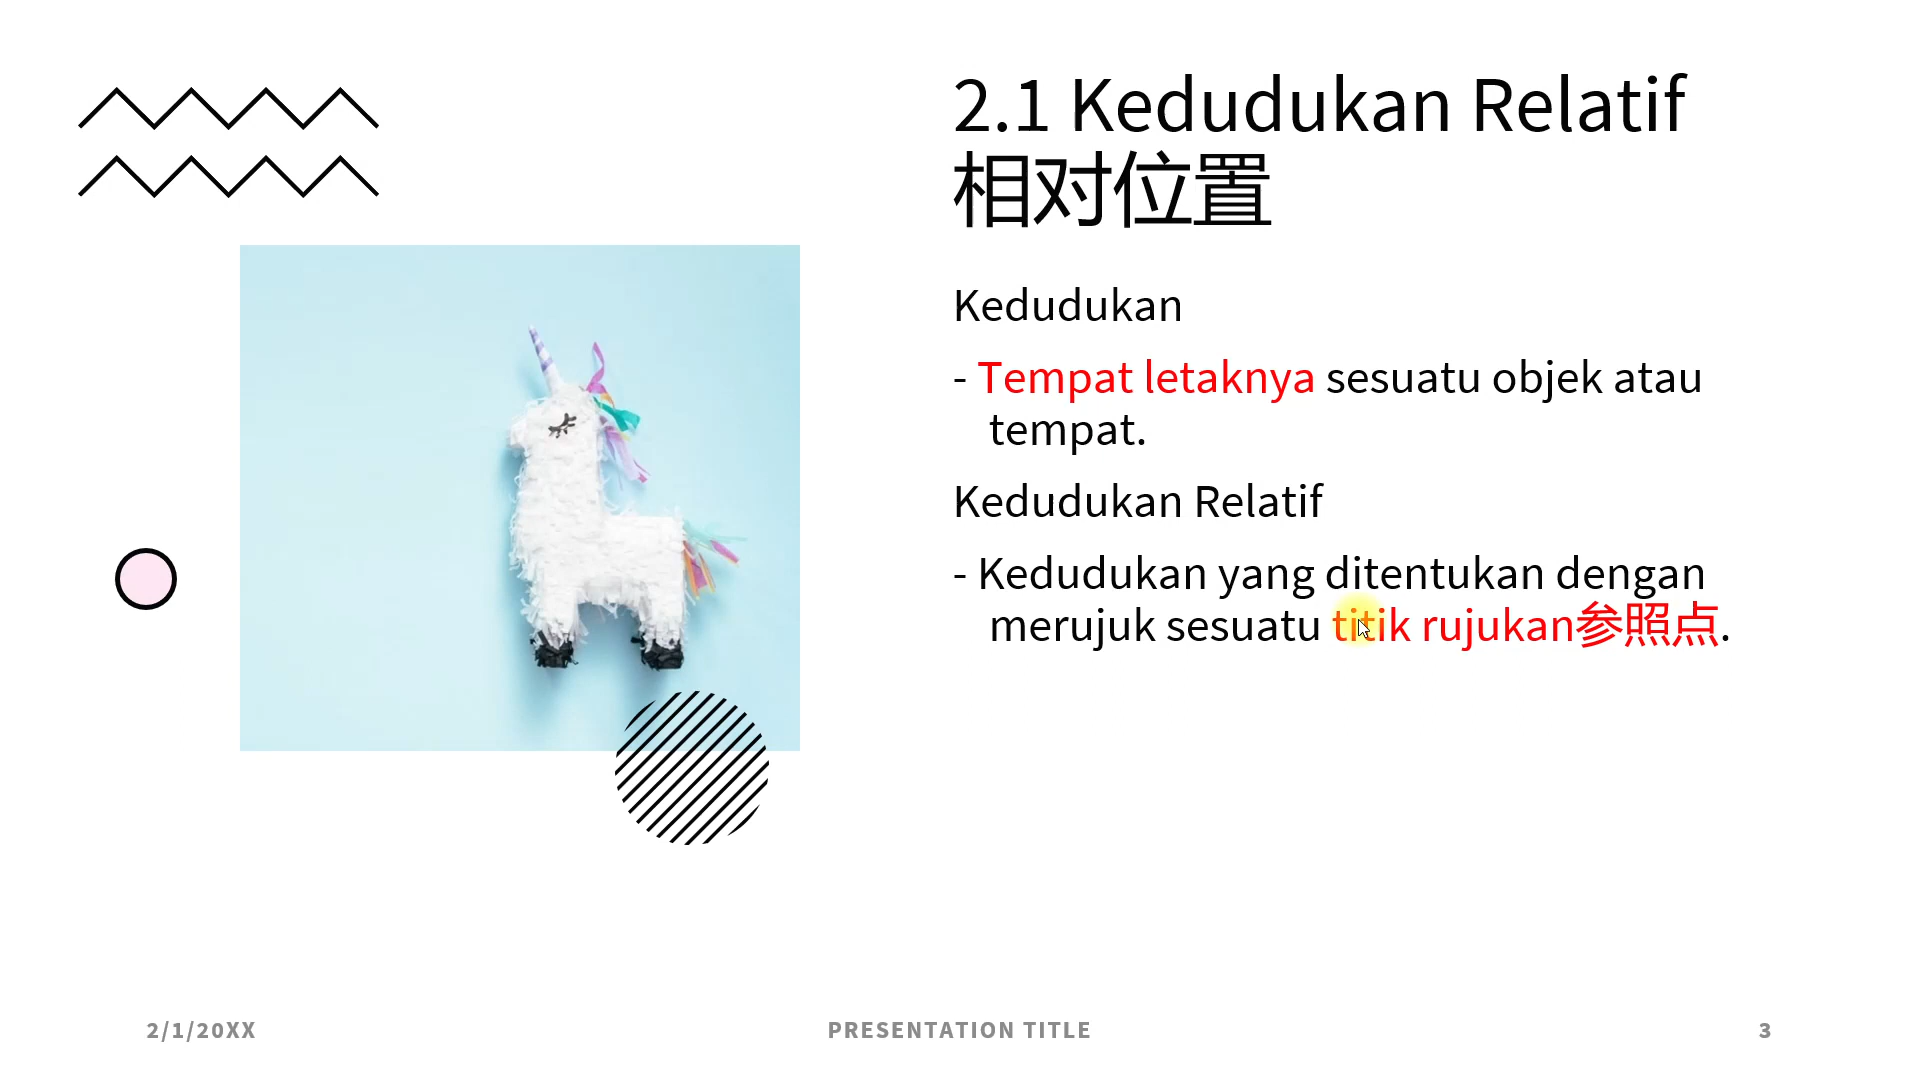 2.1 Kedudukan Relatif
相对位置
Kedudukan
- Tempat letaknya sesuatu objek atau
tempat.
Kedudukan Relatif
- Kedudukan yang ditentukan dengan
merujuk sesuatu titik rujukan参照点.
2/1/20XX
PRESENTATION TITLE
3